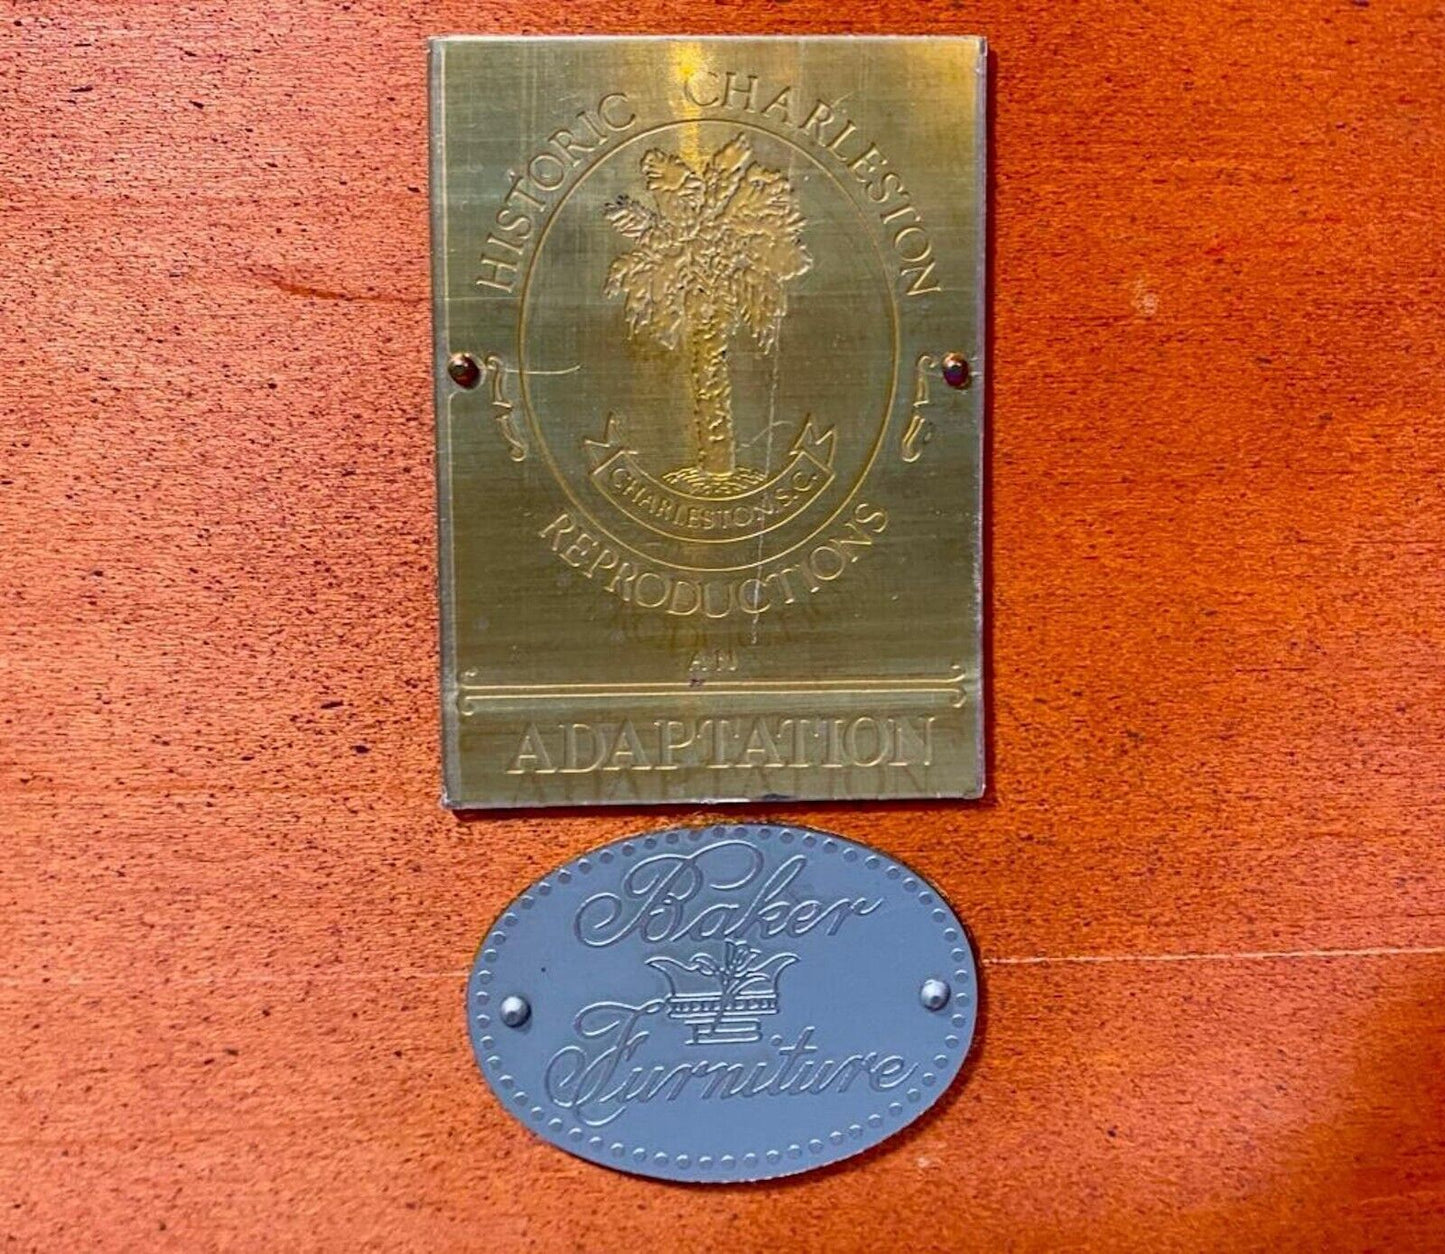 HISTORIC CHARLESTON
CHARLESTON, S.C.
REPRODUCTIONS
AN
ADAPTATION
Baker
Furniture